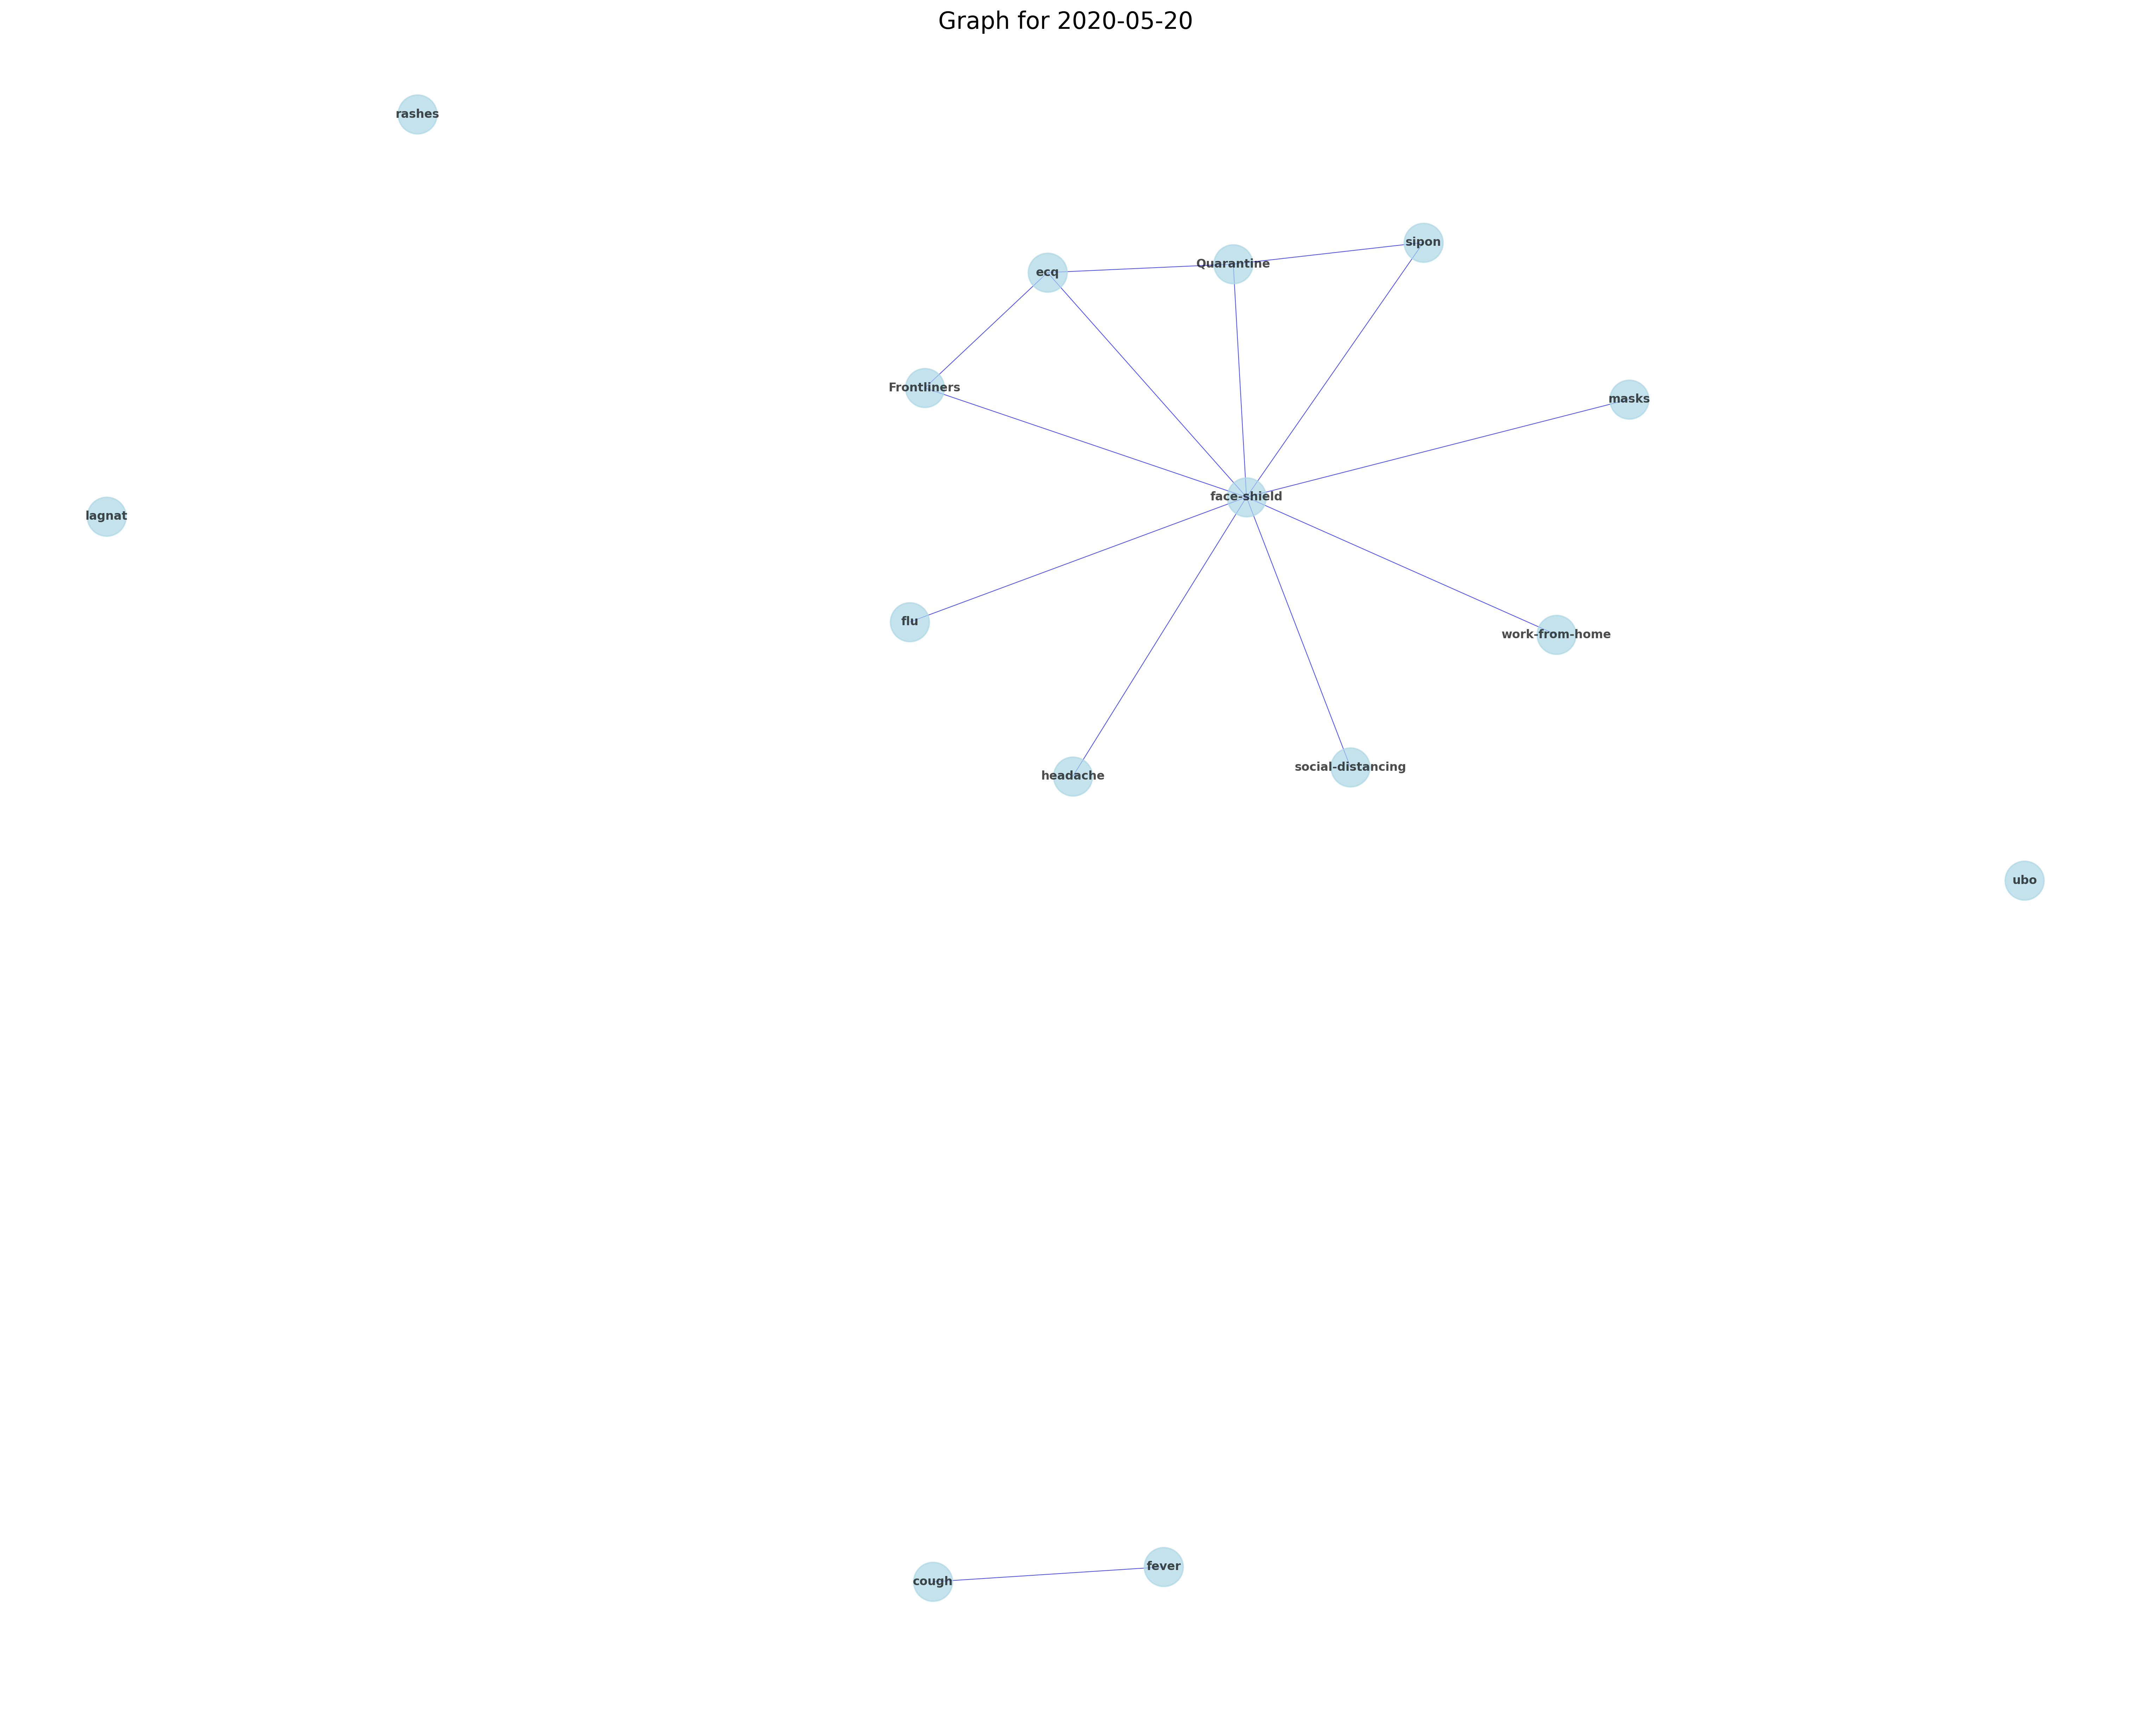 Graph for 2020-05-20
rashes
sipon
Quarantine
ecq
Frontliners
masks
face-shield
lagnat
flu
work-from-home
social-distancing
headache
ubo
fever
cough